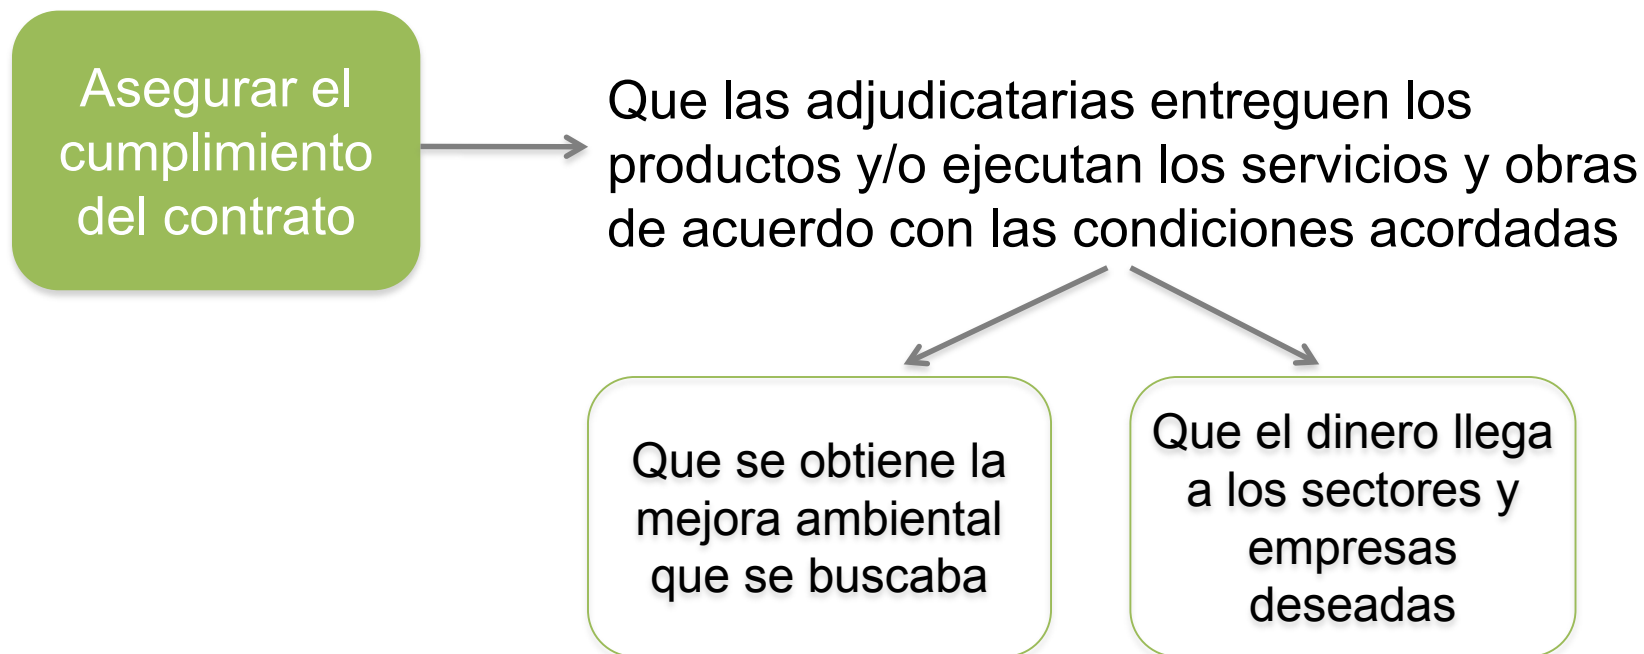 Asegurar el
cumplimiento
del contrato
Que las adjudicatarias entreguen los
productos y/o ejecutan los servicios y obras
de acuerdo con las condiciones acordadas
Que se obtiene la
mejora ambiental
que se buscaba
Que el dinero llega
a los sectores y
empresas
deseadas